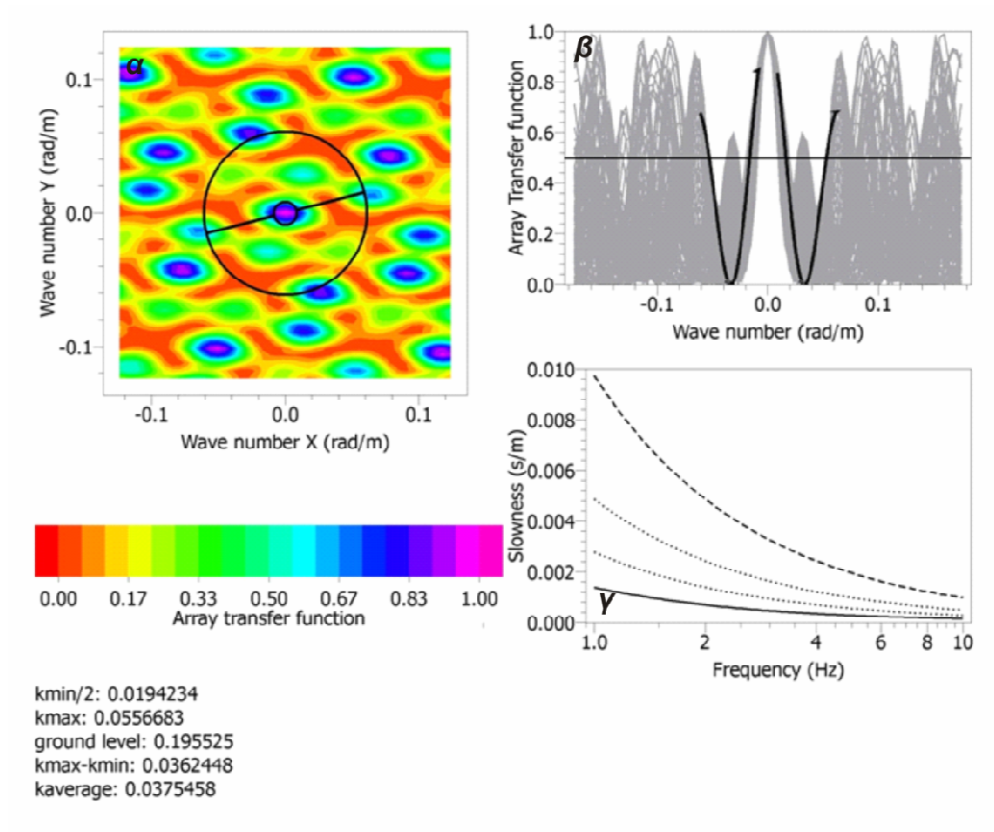 α
Wave number Y (rad/m)
0.1
0.0
-0.1
-0.1 0.0 0.1
Wave number X (rad/m)
β
Array Transfer function
1.0
0.8
0.6
0.4
0.2
0.0
-0.1 0.0 0.1
Wave number (rad/m)
0.00 0.17 0.33 0.50 0.67 0.83 1.00
Array transfer function
Slowness (s/m)
0.010
0.008
0.006
0.004
0.002
0.000
γ
1.0 2 4 6 8 10
Frequency (Hz)
kmin/2: 0.0194234
kmax: 0.0556683
ground level: 0.195525
kmax-kmin: 0.0362448
kaverage: 0.0375458